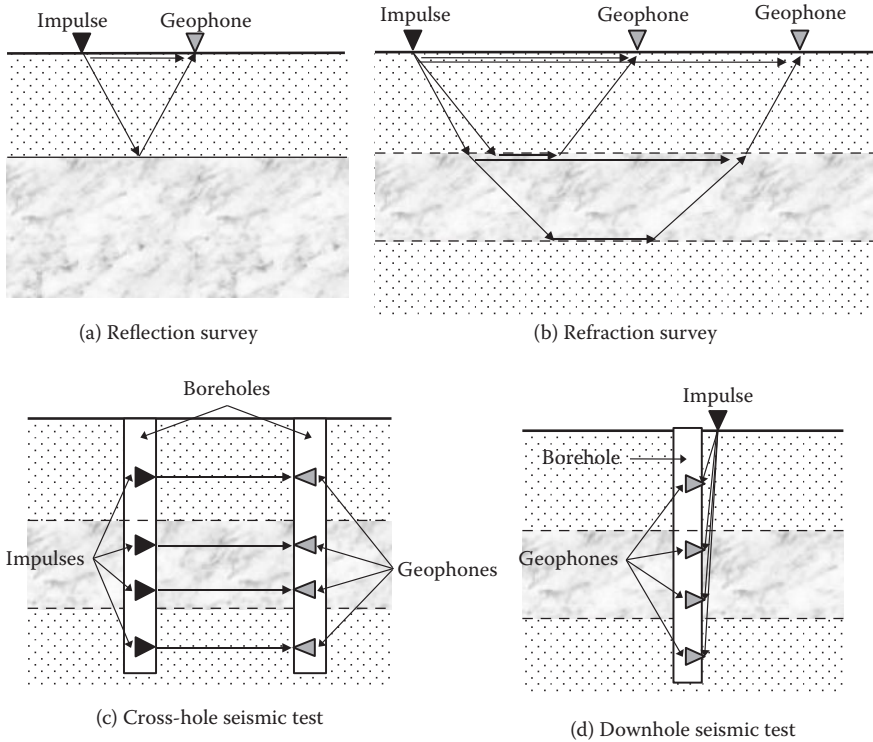 Impulse Geophone
(a) Reflection survey
Impulse Geophone Geophone
(b) Refraction survey
Boreholes
Impulses
Geophones
(c) Cross-hole seismic test
Impulse
Borehole
Geophones
(d) Downhole seismic test